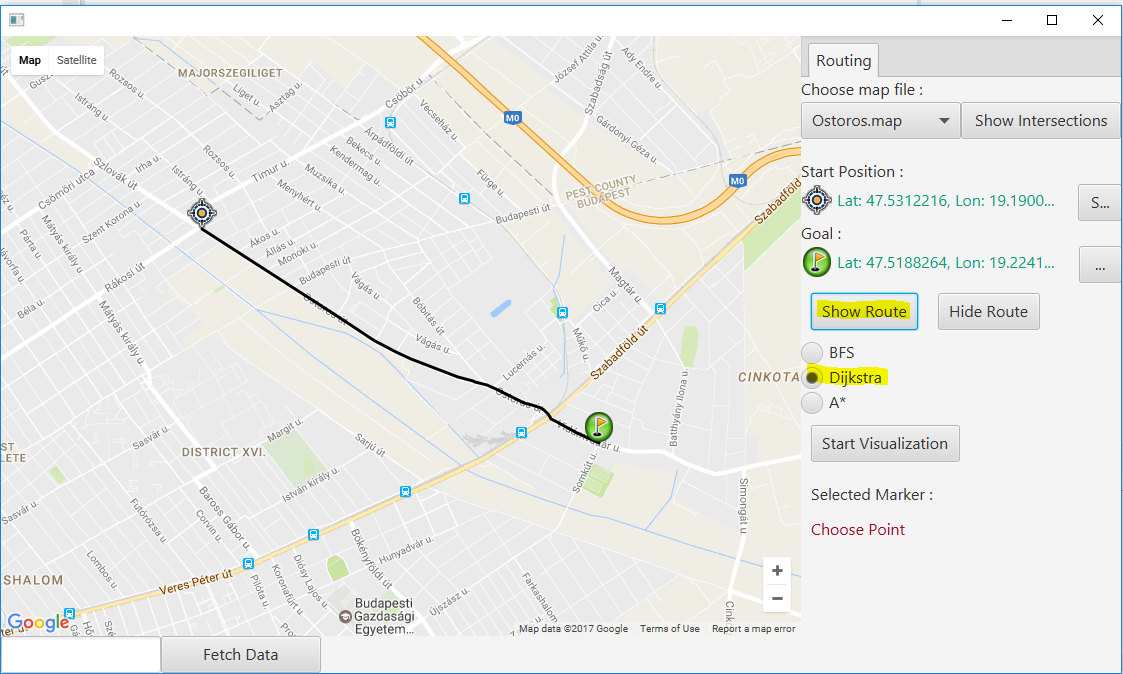 Map Satellite
Routing
Choose map file :
Ostoros.map
Show Intersections
Start Position :
Lat: 47.5312216, Lon: 19.1900...
S...
Goal :
Lat: 47.5188264, Lon: 19.2241...
...
Show Route
Hide Route
BFS
Dijkstra
A*
Start Visualization
Selected Marker :
Choose Point
MAJORSZEGILIGET
Rozsos u.
Liget u.
Asztag u.
Istráng u.
Csöbör u.
József Attila u.
Szabadság út
Ady Endre u.
M0
Vecseház u.
Árpádföldi út
Bekecs u.
Kendermag u.
Gárdonyi Géza u.
Szlovák út
Irha u.
Istráng u.
Rozsos u.
Timur u.
Muzsika u.
Menyhért u.
Fürge u.
PEST COUNTY
BUDAPEST
M0
Szabadföld
Csömöri utca
Szent Korona u.
Mátyás király u.
Párta u.
Budapesti út
Ákos u.
Állás u.
Monoki u.
Budapesti út
Rákosi út
Vágás u.
Magtár u.
Cica u.
Béla u.
Mátyás király u.
Bóbitás u.
Vágás u.
Műkő u.
Szabadföld út
Lucernás u.
CINKOTA
Batthyány Ilona u.
Sasvár u.
Margit u.
Sarjú út
DISTRICT XVI.
István király u.
Somkút u.
Simongát u.
Sasvár u.
Futórózsa u.
Baross Gábor u.
Corvin u.
Bökényföldi út
Hunyadvár u.
SHALOM
Lombos u.
Veres Péter út
Pilóta u.
Koronafürt u.
Diósy Lajos u.
Újszász u.
Farkashalom u.
Budapesti
Gazdasági
Egyetem...
+
−
Google
Map data ©2017 Google Terms of Use Report a map error
Fetch Data